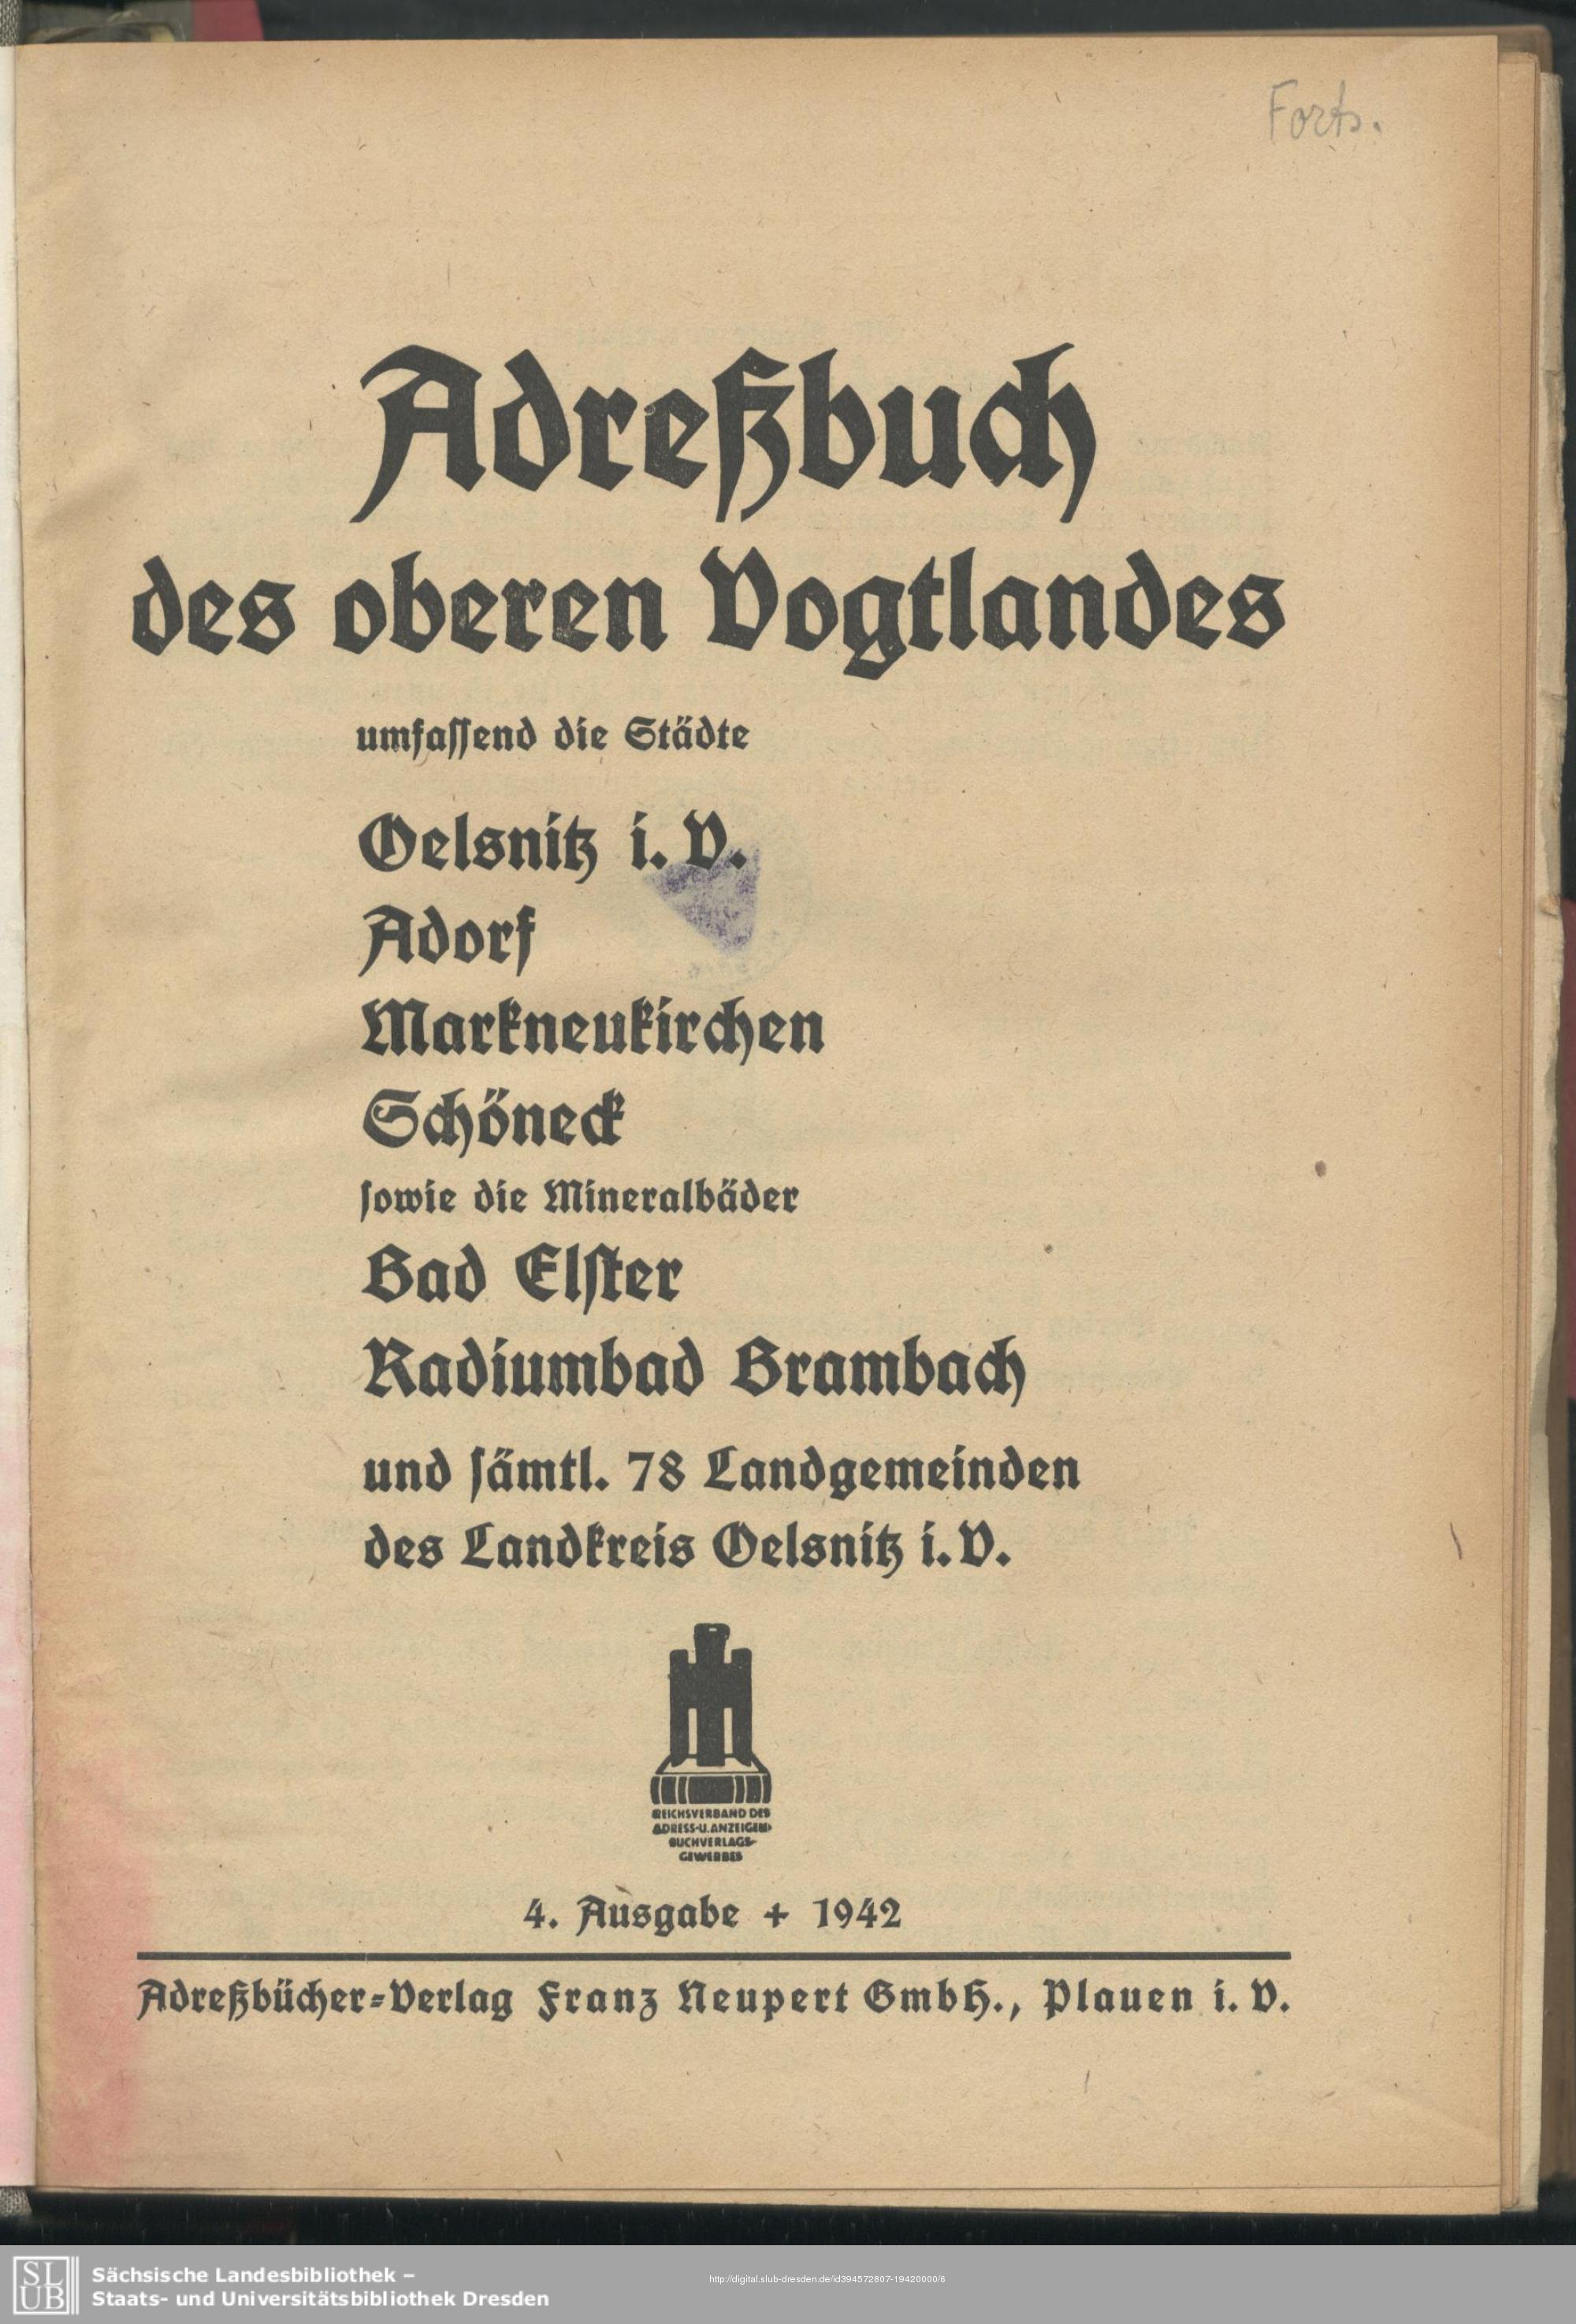 Forts.
Adreßbuch
des oberen Vogtlandes
umfassend die Städte
Oelsnitz i. V.
Adorf
Markneukirchen
Schöneck
sowie die Mineralbäder
Bad Elster
Radiumbad Brambach
und sämtl. 78 Landgemeinden
des Landkreis Oelsnitz i. V.
REICHSVERBAND DES
ADRESS-U. ANZEIGEN-
BUCHVERLAGS-
GEWERBES
4. Ausgabe + 1942
Adreßbücher-Verlag Franz Neupert GmbH., Plauen i. V.
SLUB
Sächsische Landesbibliothek –
Staats- und Universitätsbibliothek Dresden
http://digital.slub-dresden.de/id394572807-19420000/6